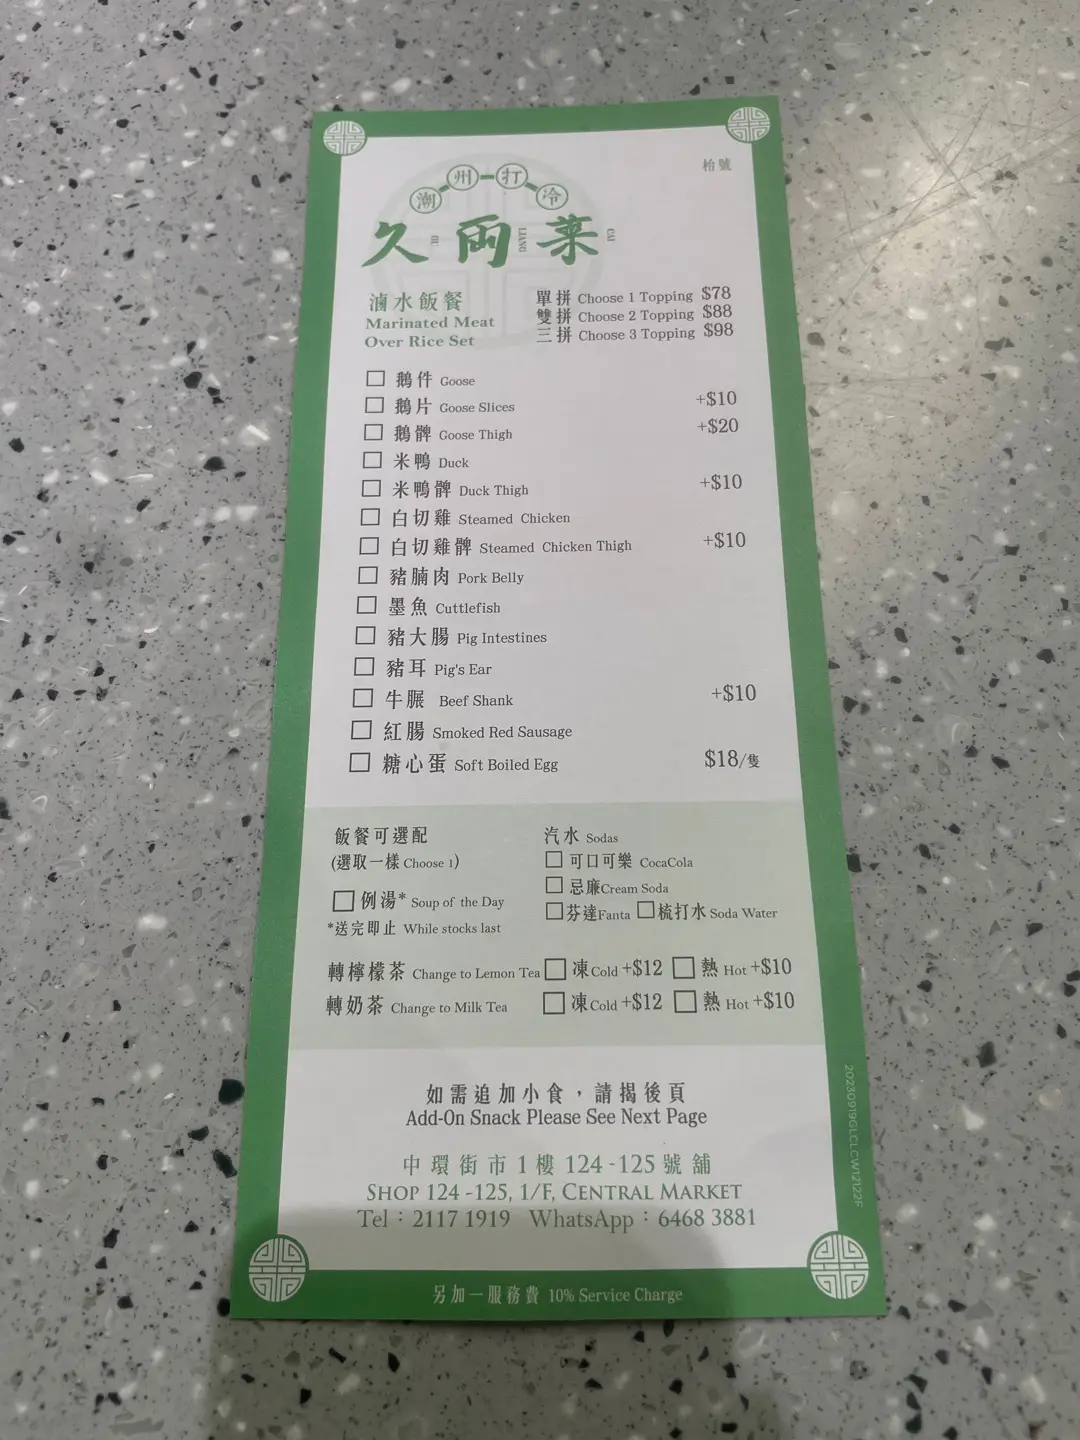 枱號
潮州打冷
久兩菜
LIANG
CAI
滷水飯餐
Marinated Meat
Over Rice Set
單拼 Choose 1 Topping $78
雙拼 Choose 2 Topping $88
三拼 Choose 3 Topping $98
鵝件 Goose
鵝片 Goose Slices +$10
鵝髀 Goose Thigh +$20
米鴨 Duck
米鴨髀 Duck Thigh +$10
白切雞 Steamed Chicken
白切雞髀 Steamed Chicken Thigh +$10
豬腩肉 Pork Belly
墨魚 Cuttlefish
豬大腸 Pig Intestines
豬耳 Pig's Ear
牛𦟌 Beef Shank +$10
紅腸 Smoked Red Sausage
糖心蛋 Soft Boiled Egg $18/隻
飯餐可選配
(選取一樣 Choose 1)
例湯* Soup of the Day
*送完即止 While stocks last
汽水 Sodas
可口可樂 CocaCola
忌廉Cream Soda
芬達Fanta 梳打水 Soda Water
轉檸檬茶 Change to Lemon Tea 凍Cold +$12 熱 Hot +$10
轉奶茶 Change to Milk Tea 凍Cold +$12 熱 Hot +$10
如需追加小食，請揭後頁
Add-On Snack Please See Next Page
中環街市1樓 124-125號舖
SHOP 124 -125, 1/F, CENTRAL MARKET
Tel：2117 1919 WhatsApp：6468 3881
另加一服務費 10% Service Charge